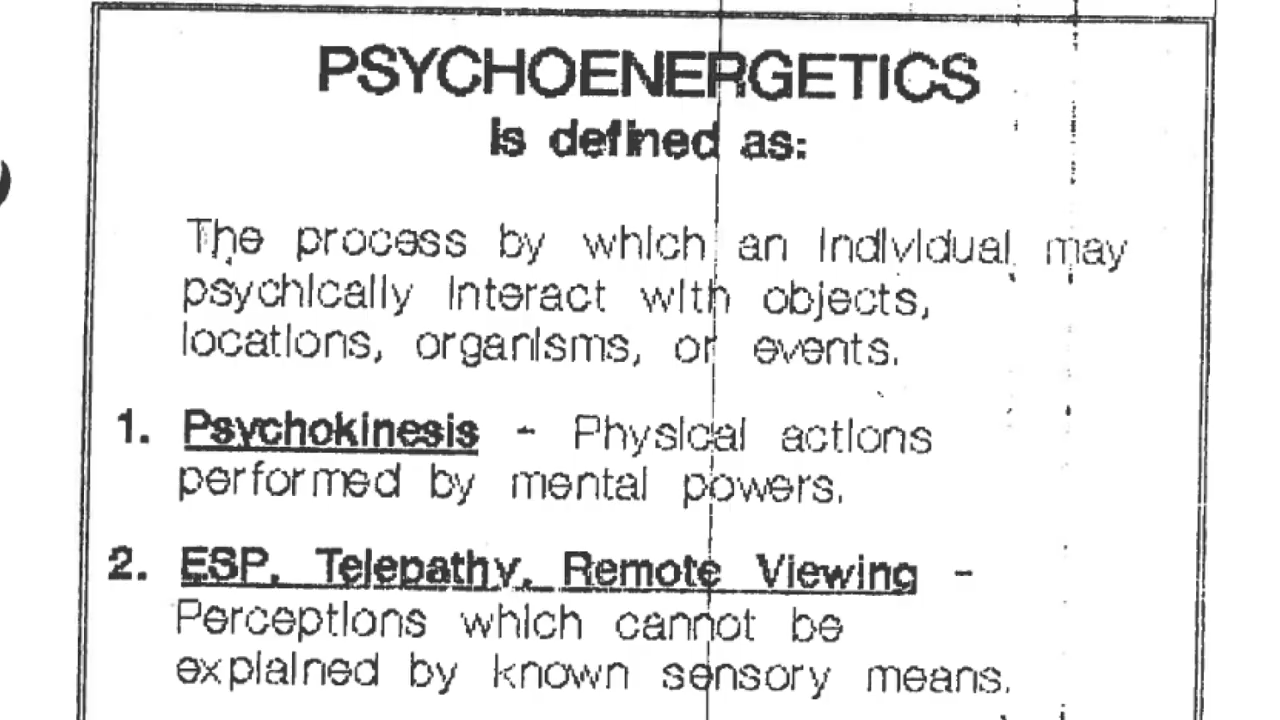 PSYCHOENERGETICS
is defined as:
The process by which an individual may
psychically interact with objects,
locations, organisms, or events.
1. Psychokinesis - Physical actions
performed by mental powers.
2. ESP, Telepathy, Remote Viewing -
Perceptions which cannot be
explained by known sensory means.